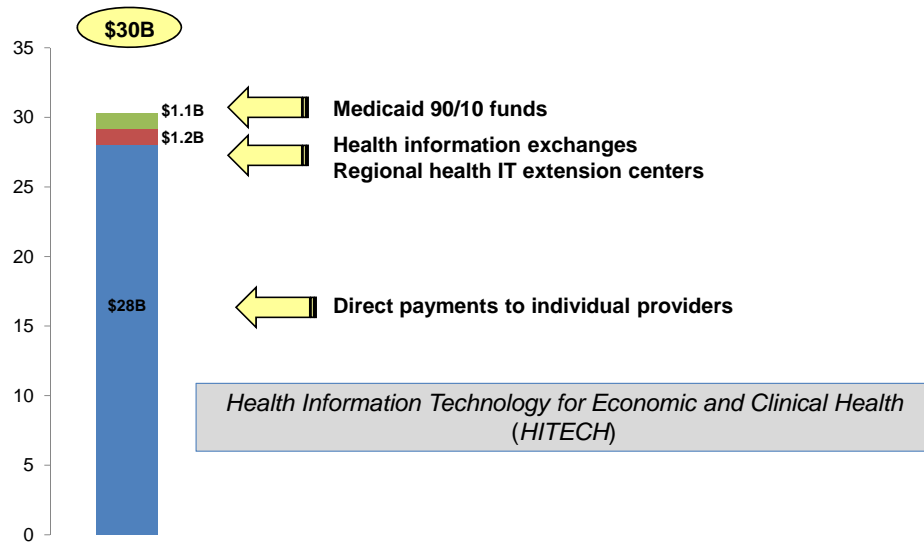 $30B
35
$1.1B
Medicaid 90/10 funds
30
$1.2B
Health information exchanges
Regional health IT extension centers
25
20
$28B
Direct payments to individual providers
15
10
Health Information Technology for Economic and Clinical Health
(HITECH)
5
0